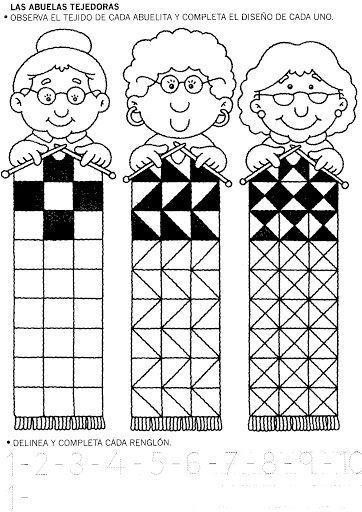 LAS ABUELAS TEJEDORAS
• OBSERVA EL TEJIDO DE CADA ABUELITA Y COMPLETA EL DISEÑO DE CADA UNO.
• DELINEA Y COMPLETA CADA RENGLÓN.
1-2-3-4-5-6-7-8-9-10
1-